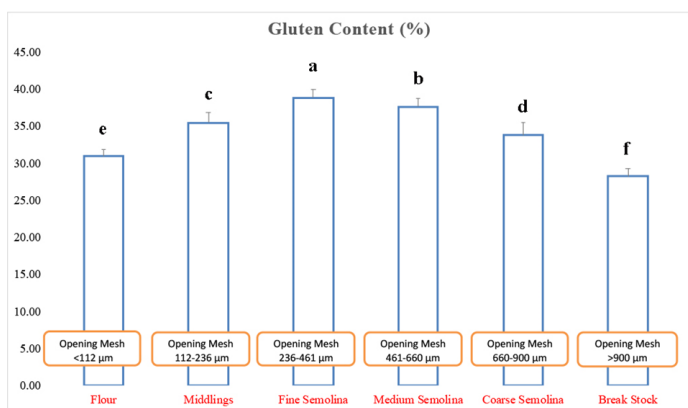 Gluten Content (%)
45.00
40.00
35.00
30.00
25.00
20.00
15.00
10.00
5.00
0.00
e
c
a
b
d
f
Opening Mesh
<112 µm
Opening Mesh
112-236 µm
Opening Mesh
236-461 µm
Opening Mesh
461-660 µm
Opening Mesh
660-900 µm
Opening Mesh
>900 µm
Flour
Middlings
Fine Semolina
Medium Semolina
Coarse Semolina
Break Stock